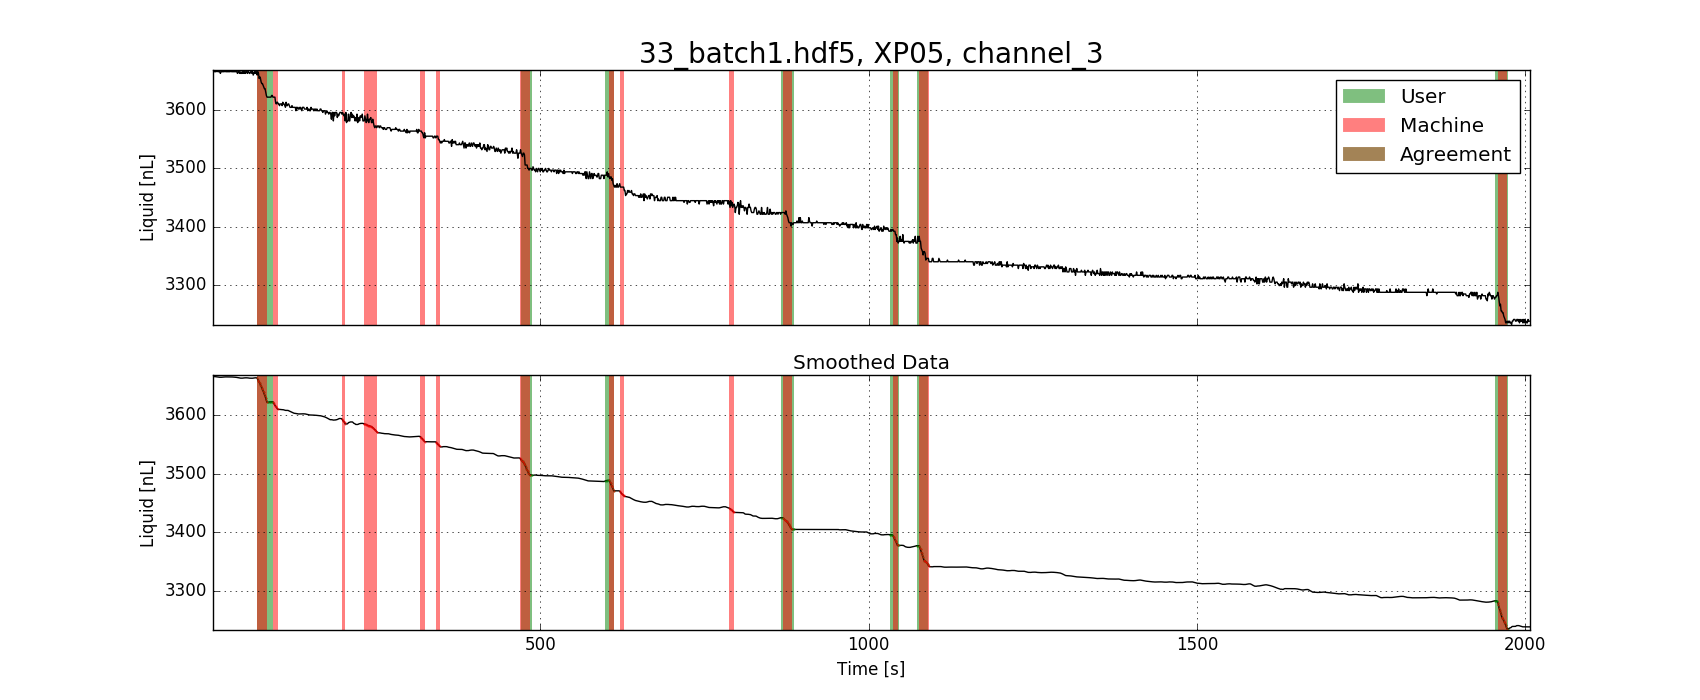 33_batch1.hdf5, XP05, channel_3
3600
3500
3400
3300
Liquid [nL]
User
Machine
Agreement
Smoothed Data
3600
3500
3400
3300
Liquid [nL]
500
1000
1500
2000
Time [s]